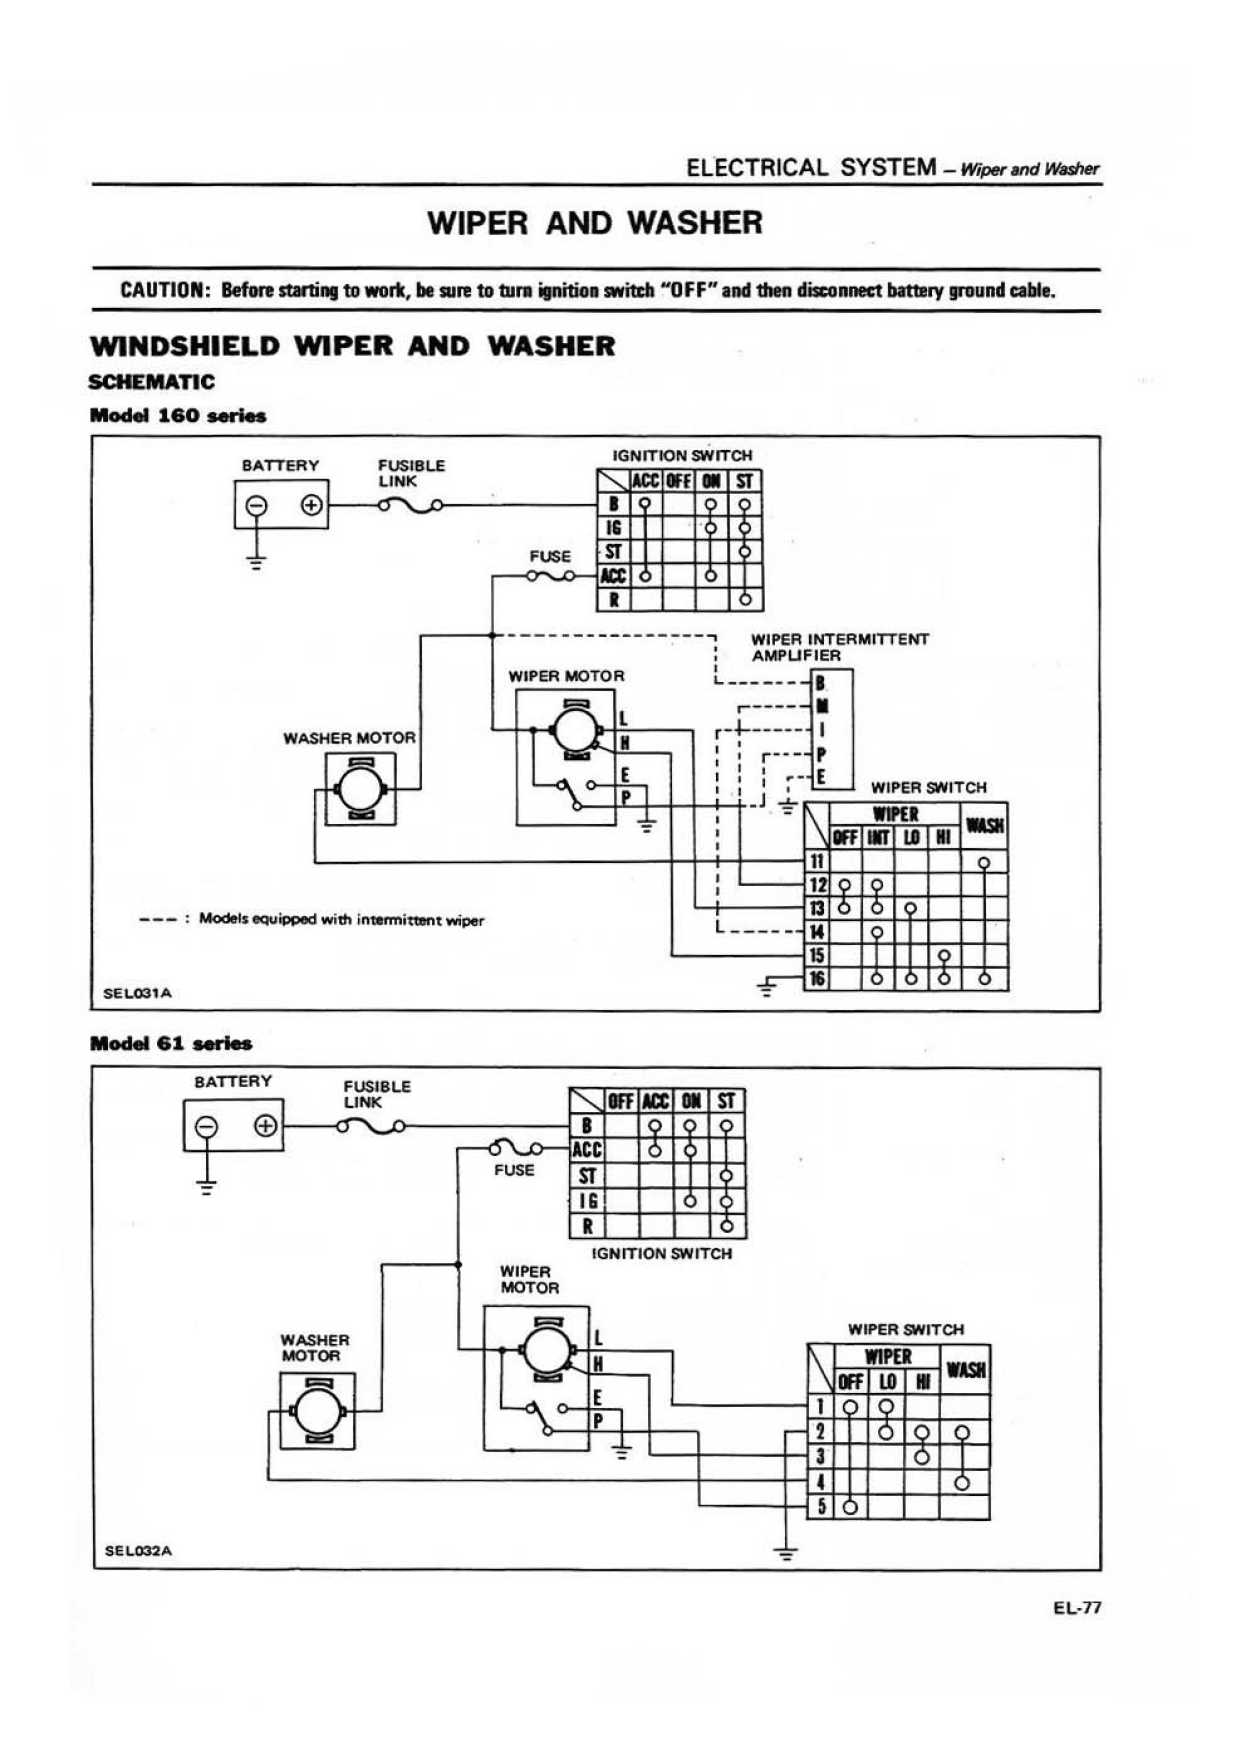 ELECTRICAL SYSTEM – Wiper and Washer
WIPER AND WASHER
CAUTION: Before starting to work, be sure to turn ignition switch "OFF" and then disconnect battery ground cable.
WINDSHIELD WIPER AND WASHER
SCHEMATIC
Model 160 series
BATTERY
FUSIBLE
LINK
IGNITION SWITCH
ACC OFF ON ST
B
IG
ST
ACC
R
FUSE
WIPER INTERMITTENT
AMPLIFIER
B
M
I
P
E
WIPER MOTOR
L
H
E
P
WASHER MOTOR
WIPER SWITCH
WIPER
WASH
OFF INT LO HI
11
12
13
14
15
16
--- : Models equipped with intermittent wiper
SEL031A
Model 61 series
BATTERY
FUSIBLE
LINK
OFF ACC ON ST
B
ACC
ST
IG
R
FUSE
IGNITION SWITCH
WIPER
MOTOR
L
H
E
P
WASHER
MOTOR
WIPER SWITCH
WIPER
WASH
OFF LO HI
1
2
3
4
5
SEL032A
EL-77